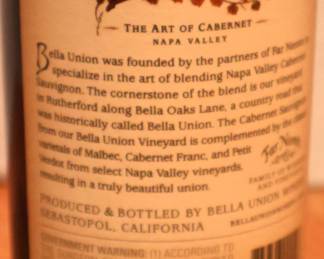 THE ART OF CABERNET
NAPA VALLEY
Bella Union was founded by the partners of Far Niente to
specialize in the art of blending Napa Valley Cabernet
Sauvignon. The cornerstone of the blend is our vineyard
in Rutherford along Bella Oaks Lane, a country road that
was historically called Bella Union. The Cabernet Sauvignon
from our Bella Union Vineyard is complemented by the
varietals of Malbec, Cabernet Franc, and Petit
Verdot from select Napa Valley vineyards,
resulting in a truly beautiful union.
Far Niente
FAMILY OF
PRODUCED & BOTTLED BY BELLA UNION
SEBASTOPOL, CALIFORNIA
GOVERNMENT WARNING: (1) ACCORDING TO